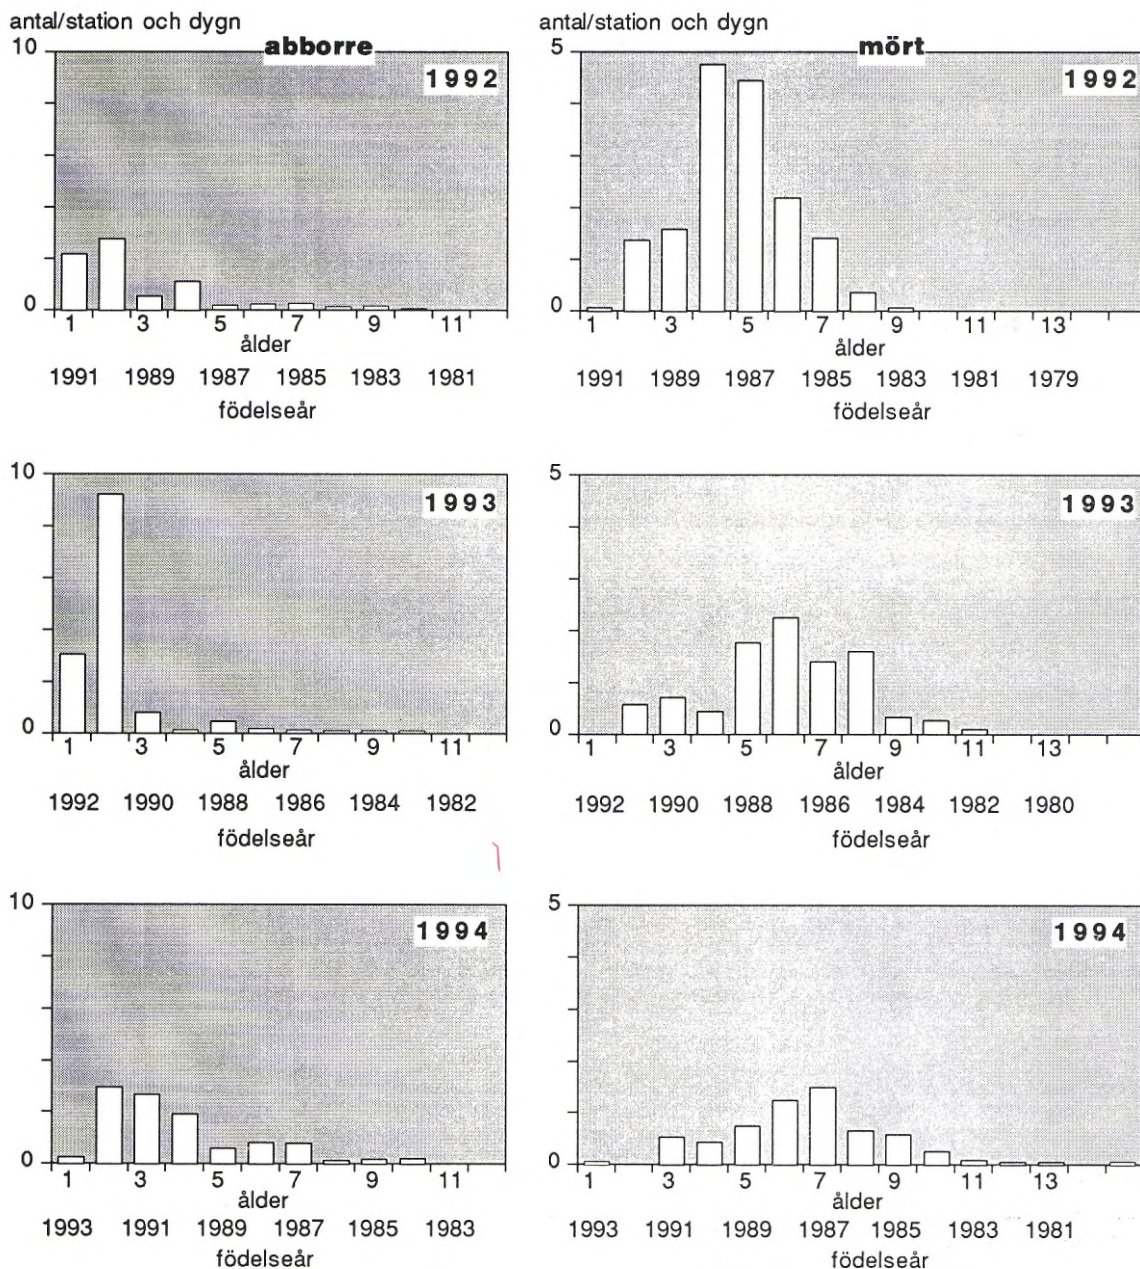 antal/station och dygn antal/station och dygn
10 abborre 5 mört
1992 1992
0 0
1 3 5 7 9 11 1 3 5 7 9 11 13
ålder ålder
1991 1989 1987 1985 1983 1981 1991 1989 1987 1985 1983 1981 1979
födelseår födelseår
10 5
1993 1993
0 0
1 3 5 7 9 11 1 3 5 7 9 11 13
ålder ålder
1992 1990 1988 1986 1984 1982 1992 1990 1988 1986 1984 1982 1980
födelseår födelseår
10 5
1994 1994
0 0
1 3 5 7 9 11 1 3 5 7 9 11 13
ålder ålder
1993 1991 1989 1987 1985 1983 1993 1991 1989 1987 1985 1983 1981
födelseår födelseår